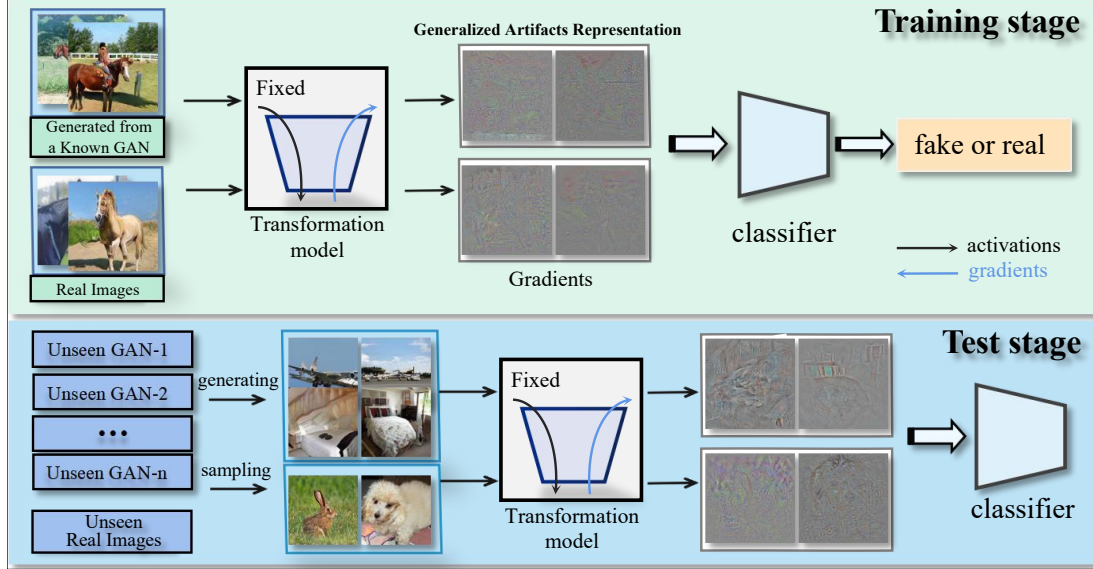 Training stage
Generalized Artifacts Representation
Generated from
a Known GAN
Fixed
Transformation
model
Real Images
Gradients
classifier
fake or real
activations
gradients
Test stage
Unseen GAN-1
Unseen GAN-2
•••
Unseen GAN-n
Unseen
Real Images
generating
sampling
Fixed
Transformation
model
classifier